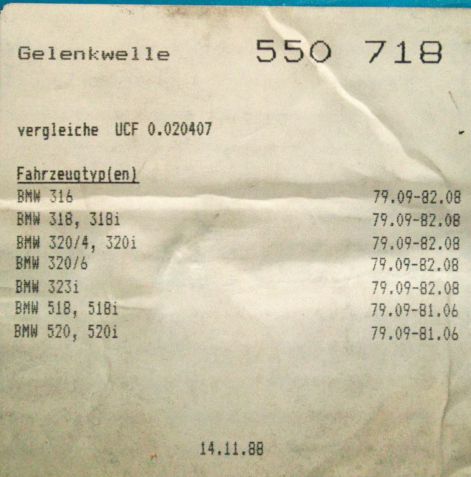 Gelenkwelle 550 718
vergleiche UCF 0.020407
Fahrzeugtyp(en)
BMW 316 79.09-82.08
BMW 318, 318i 79.09-82.08
BMW 320/4, 320i 79.09-82.08
BMW 320/6 79.09-82.08
BMW 323i 79.09-82.08
BMW 518, 518i 79.09-81.06
BMW 520, 520i 79.09-81.06
14.11.88